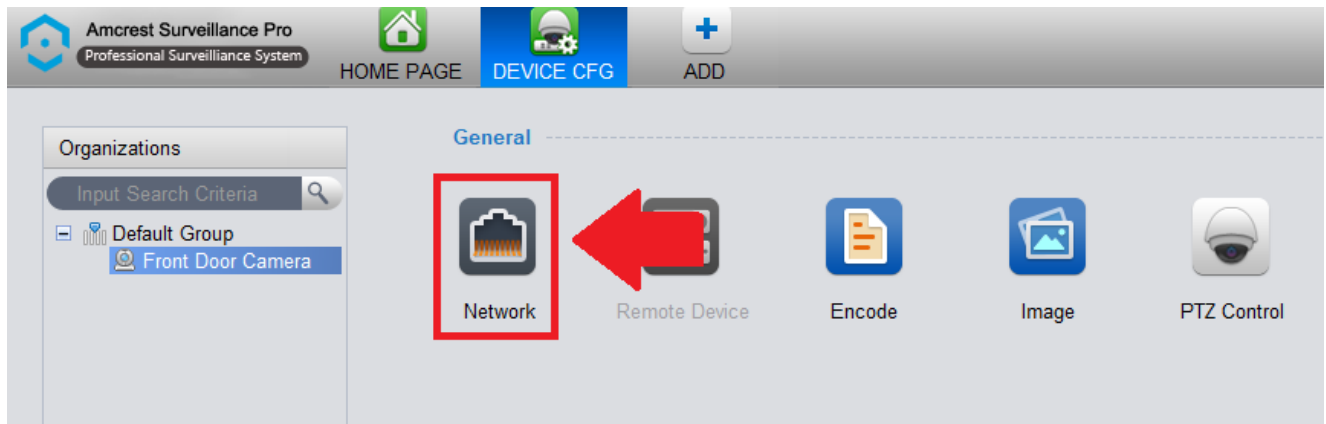 Amcrest Surveillance Pro
Professional Surveilliance System
HOME PAGE
DEVICE CFG
ADD
Organizations
Input Search Criteria
Default Group
Front Door Camera
General
Network
Remote Device
Encode
Image
PTZ Control